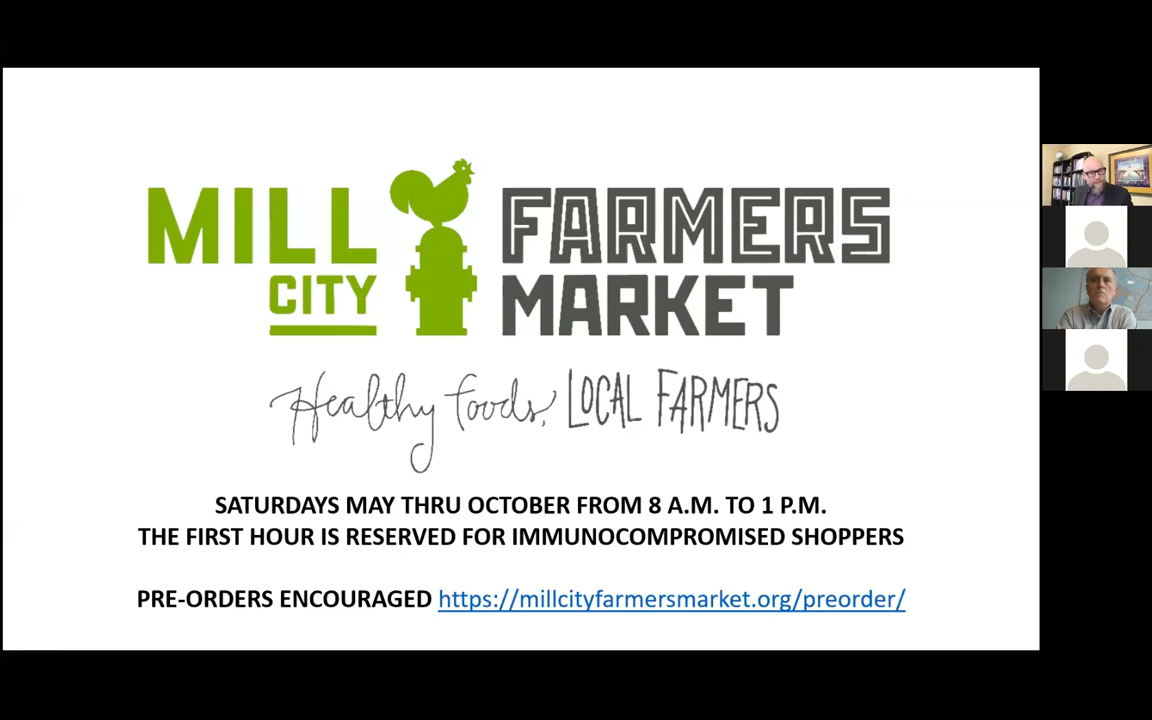 MILL FARMERS
CITY MARKET
Healthy foods, LOCAL FARMERS
SATURDAYS MAY THRU OCTOBER FROM 8 A.M. TO 1 P.M.
THE FIRST HOUR IS RESERVED FOR IMMUNOCOMPROMISED SHOPPERS
PRE-ORDERS ENCOURAGED https://millcityfarmersmarket.org/preorder/